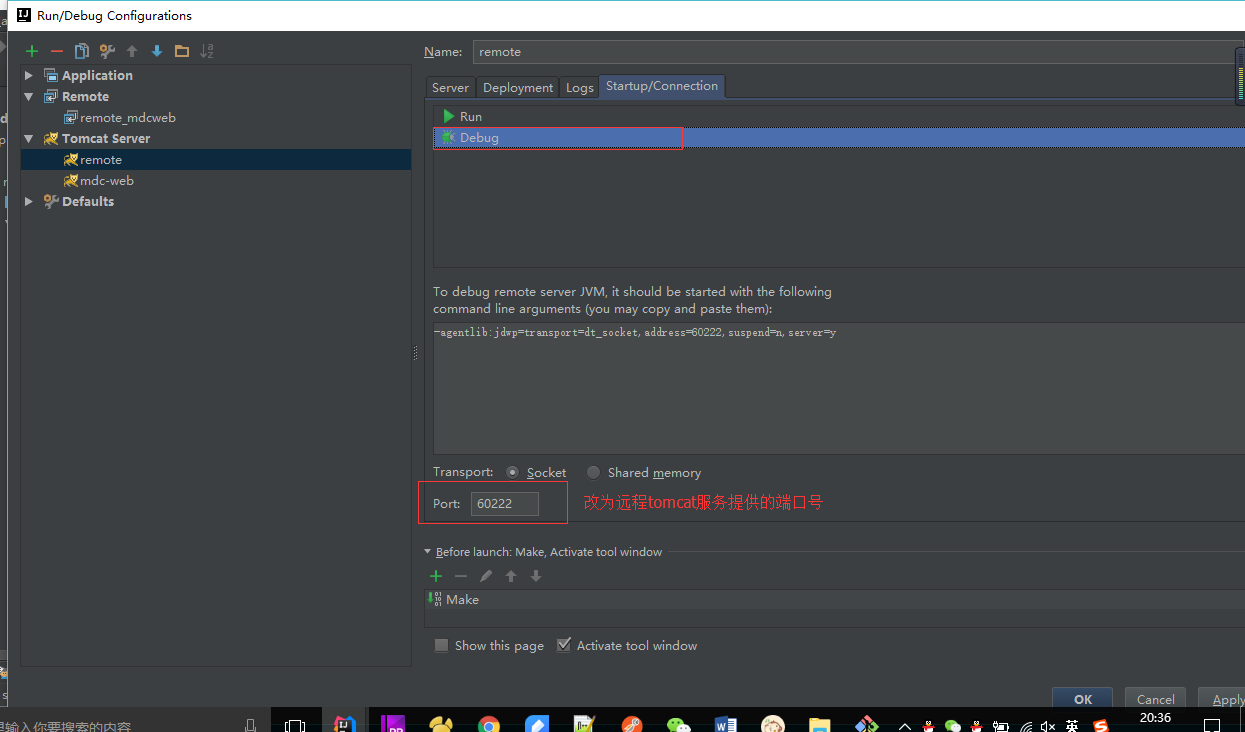 Run/Debug Configurations
Name: remote
Application
Remote
remote_mdcweb
Tomcat Server
remote
mdc-web
Defaults
Server Deployment Logs Startup/Connection
Run
Debug
To debug remote server JVM, it should be started with the following
command line arguments (you may copy and paste them):
-agentlib:jdwp=transport=dt_socket,address=60222,suspend=n,server=y
Transport: Socket Shared memory
Port: 60222 改为远程tomcat服务提供的端口号
Before launch: Make, Activate tool window
Make
Show this page Activate tool window
OK Cancel Apply
输入你要搜索的内容
英
20:36